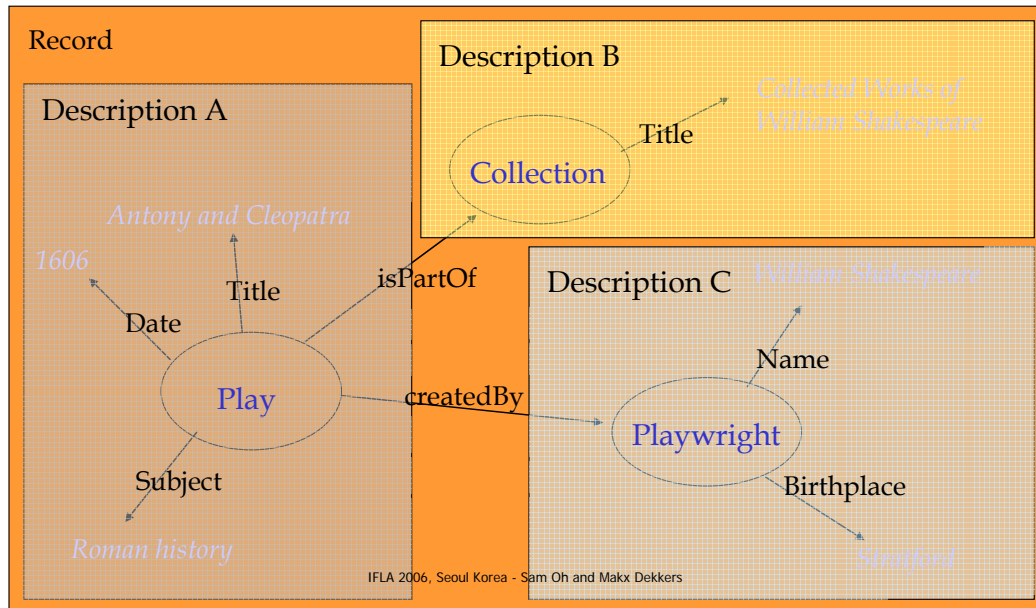 Record
Description A
Antony and Cleopatra
1606
Title
Date
Play
Subject
Roman history
Description B
Collected Works of
William Shakespeare
Title
Collection
isPartOf
createdBy
Description C
William Shakespeare
Name
Playwright
Birthplace
Stratford
IFLA 2006, Seoul Korea - Sam Oh and Makx Dekkers